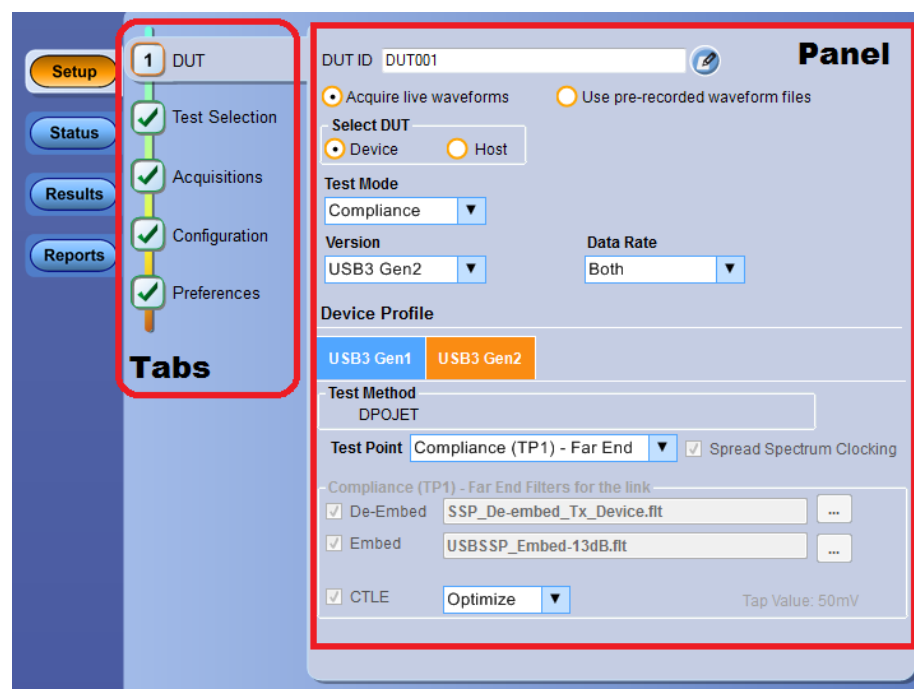 Setup
Status
Results
Reports
1 DUT
Test Selection
Acquisitions
Configuration
Preferences
Tabs
DUT ID DUT001
Panel
Acquire live waveforms Use pre-recorded waveform files
Select DUT
Device Host
Test Mode
Compliance
Version Data Rate
USB3 Gen2 Both
Device Profile
USB3 Gen1 USB3 Gen2
Test Method
DPOJET
Test Point Compliance (TP1) - Far End Spread Spectrum Clocking
Compliance (TP1) - Far End Filters for the link
De-Embed SSP_De-embed_Tx_Device.flt ...
Embed USBSSP_Embed-13dB.flt ...
CTLE Optimize Tap Value: 50mV